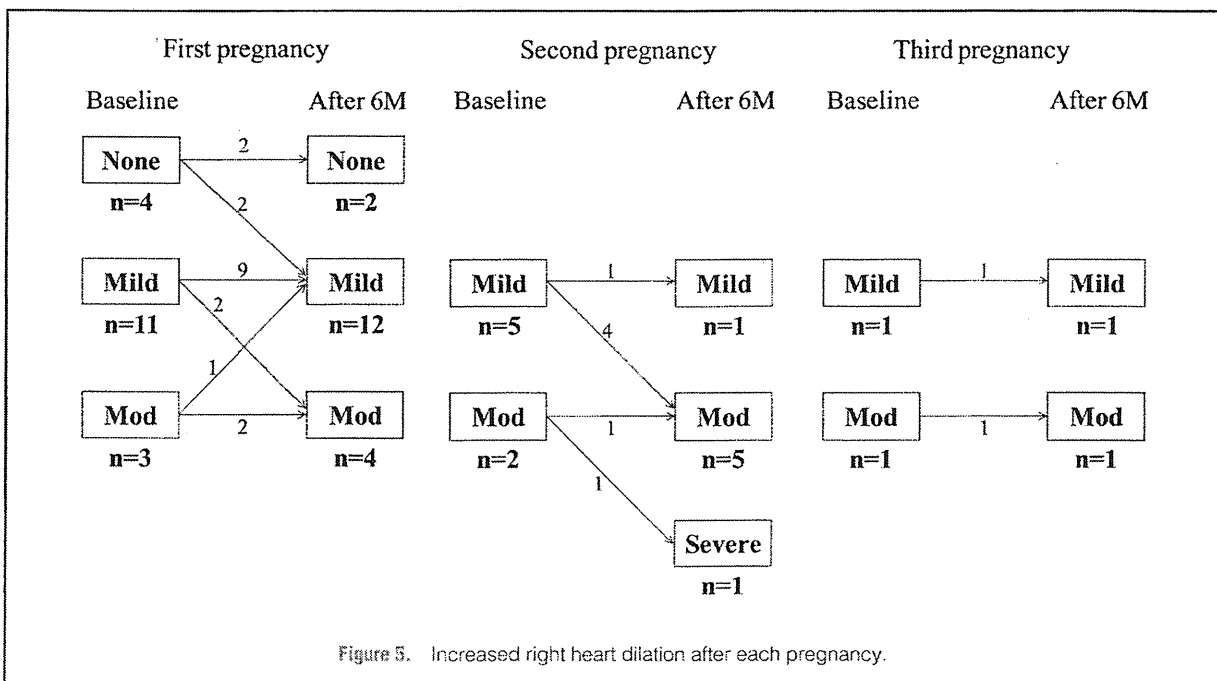 First pregnancy Second pregnancy Third pregnancy
Baseline After 6M Baseline After 6M Baseline After 6M
None 2 None
n=4 2 n=2
Mild 9 Mild Mild 1 Mild Mild 1 Mild
n=11 2 n=12 n=5 4 n=1 n=1 n=1
1
Mod 2 Mod Mod 1 Mod Mod 1 Mod
n=3 n=4 n=2 n=5 n=1 n=1
1
Severe
n=1
Figure 5. Increased right heart dilation after each pregnancy.